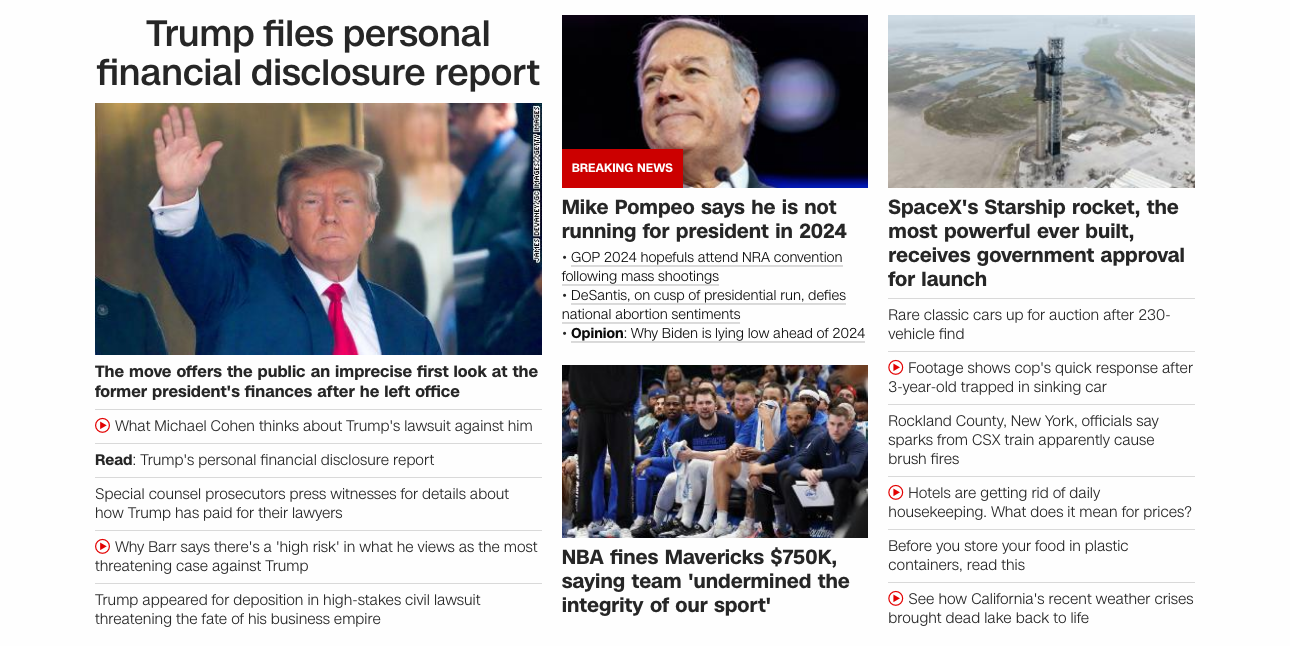 Trump files personal
financial disclosure report
JAMES DEVANEY/GC IMAGES/GETTY IMAGES
The move offers the public an imprecise first look at the
former president's finances after he left office
What Michael Cohen thinks about Trump's lawsuit against him
Read: Trump's personal financial disclosure report
Special counsel prosecutors press witnesses for details about
how Trump has paid for their lawyers
Why Barr says there's a 'high risk' in what he views as the most
threatening case against Trump
Trump appeared for deposition in high-stakes civil lawsuit
threatening the fate of his business empire
BREAKING NEWS
Mike Pompeo says he is not
running for president in 2024
• GOP 2024 hopefuls attend NRA convention
following mass shootings
• DeSantis, on cusp of presidential run, defies
national abortion sentiments
• Opinion: Why Biden is lying low ahead of 2024
NBA fines Mavericks $750K,
saying team 'undermined the
integrity of our sport'
SpaceX's Starship rocket, the
most powerful ever built,
receives government approval
for launch
Rare classic cars up for auction after 230-
vehicle find
Footage shows cop's quick response after
3-year-old trapped in sinking car
Rockland County, New York, officials say
sparks from CSX train apparently cause
brush fires
Hotels are getting rid of daily
housekeeping. What does it mean for prices?
Before you store your food in plastic
containers, read this
See how California's recent weather crises
brought dead lake back to life